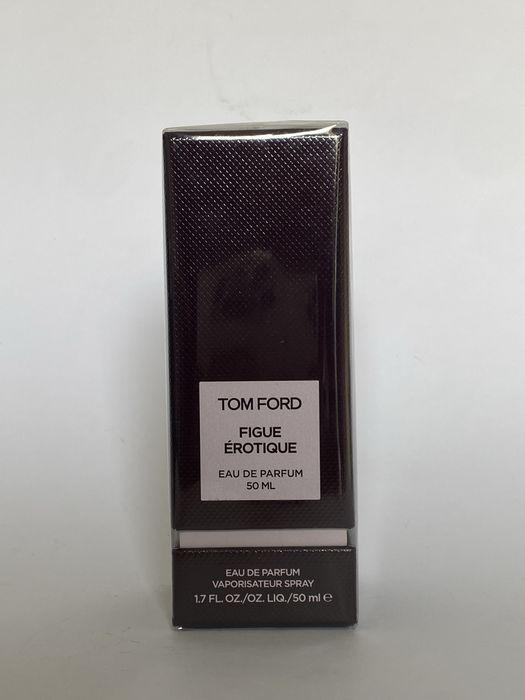 TOM FORD
FIGUE
ÉROTIQUE
EAU DE PARFUM
50 ML
EAU DE PARFUM
VAPORISATEUR SPRAY
1.7 FL. OZ./OZ. LIQ./50 ml ℮